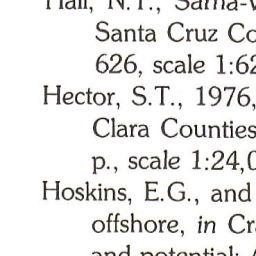 Hall, N.T., Sarna-
Santa Cruz Co
626, scale 1:62
Hector, S.T., 1976,
Clara Counties
p., scale 1:24,0
Hoskins, E.G., and
offshore, in Cr
and potential: